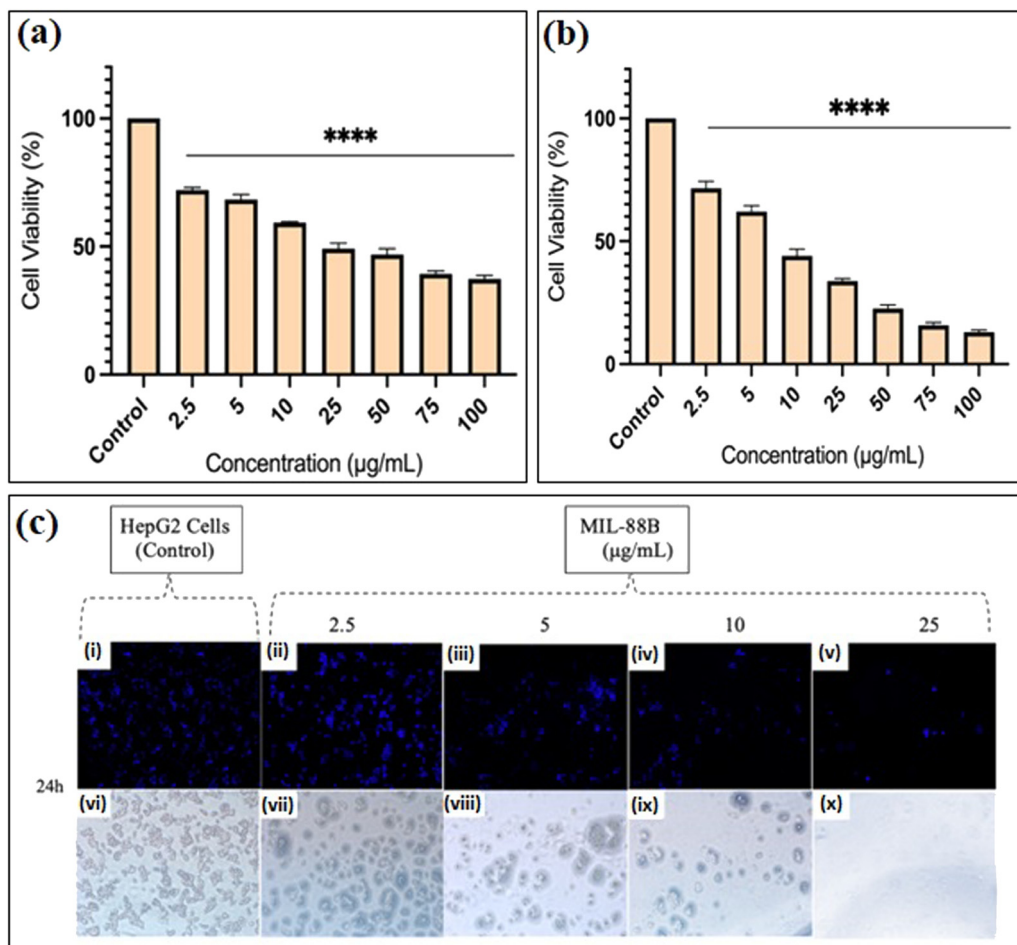 (a)
Cell Viability (%)
100
50
0
****
Control 2.5 5 10 25 50 75 100
Concentration (µg/mL)
(b)
Cell Viability (%)
100
50
0
****
Control 2.5 5 10 25 50 75 100
Concentration (µg/mL)
(c)
HepG2 Cells
(Control)
MIL-88B
(µg/mL)
2.5 5 10 25
(i) (ii) (iii) (iv) (v)
24h
(vi) (vii) (viii) (ix) (x)